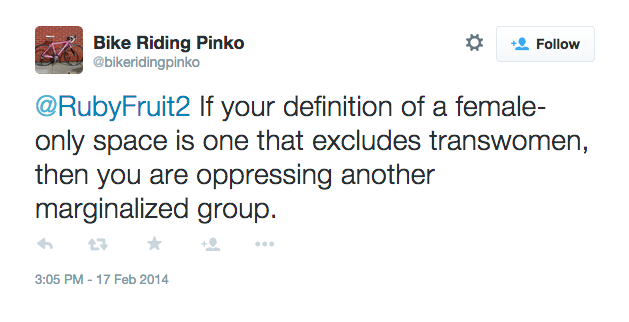 Bike Riding Pinko
@bikeridingpinko
Follow
@RubyFruit2 If your definition of a female-
only space is one that excludes transwomen,
then you are oppressing another
marginalized group.
3:05 PM - 17 Feb 2014